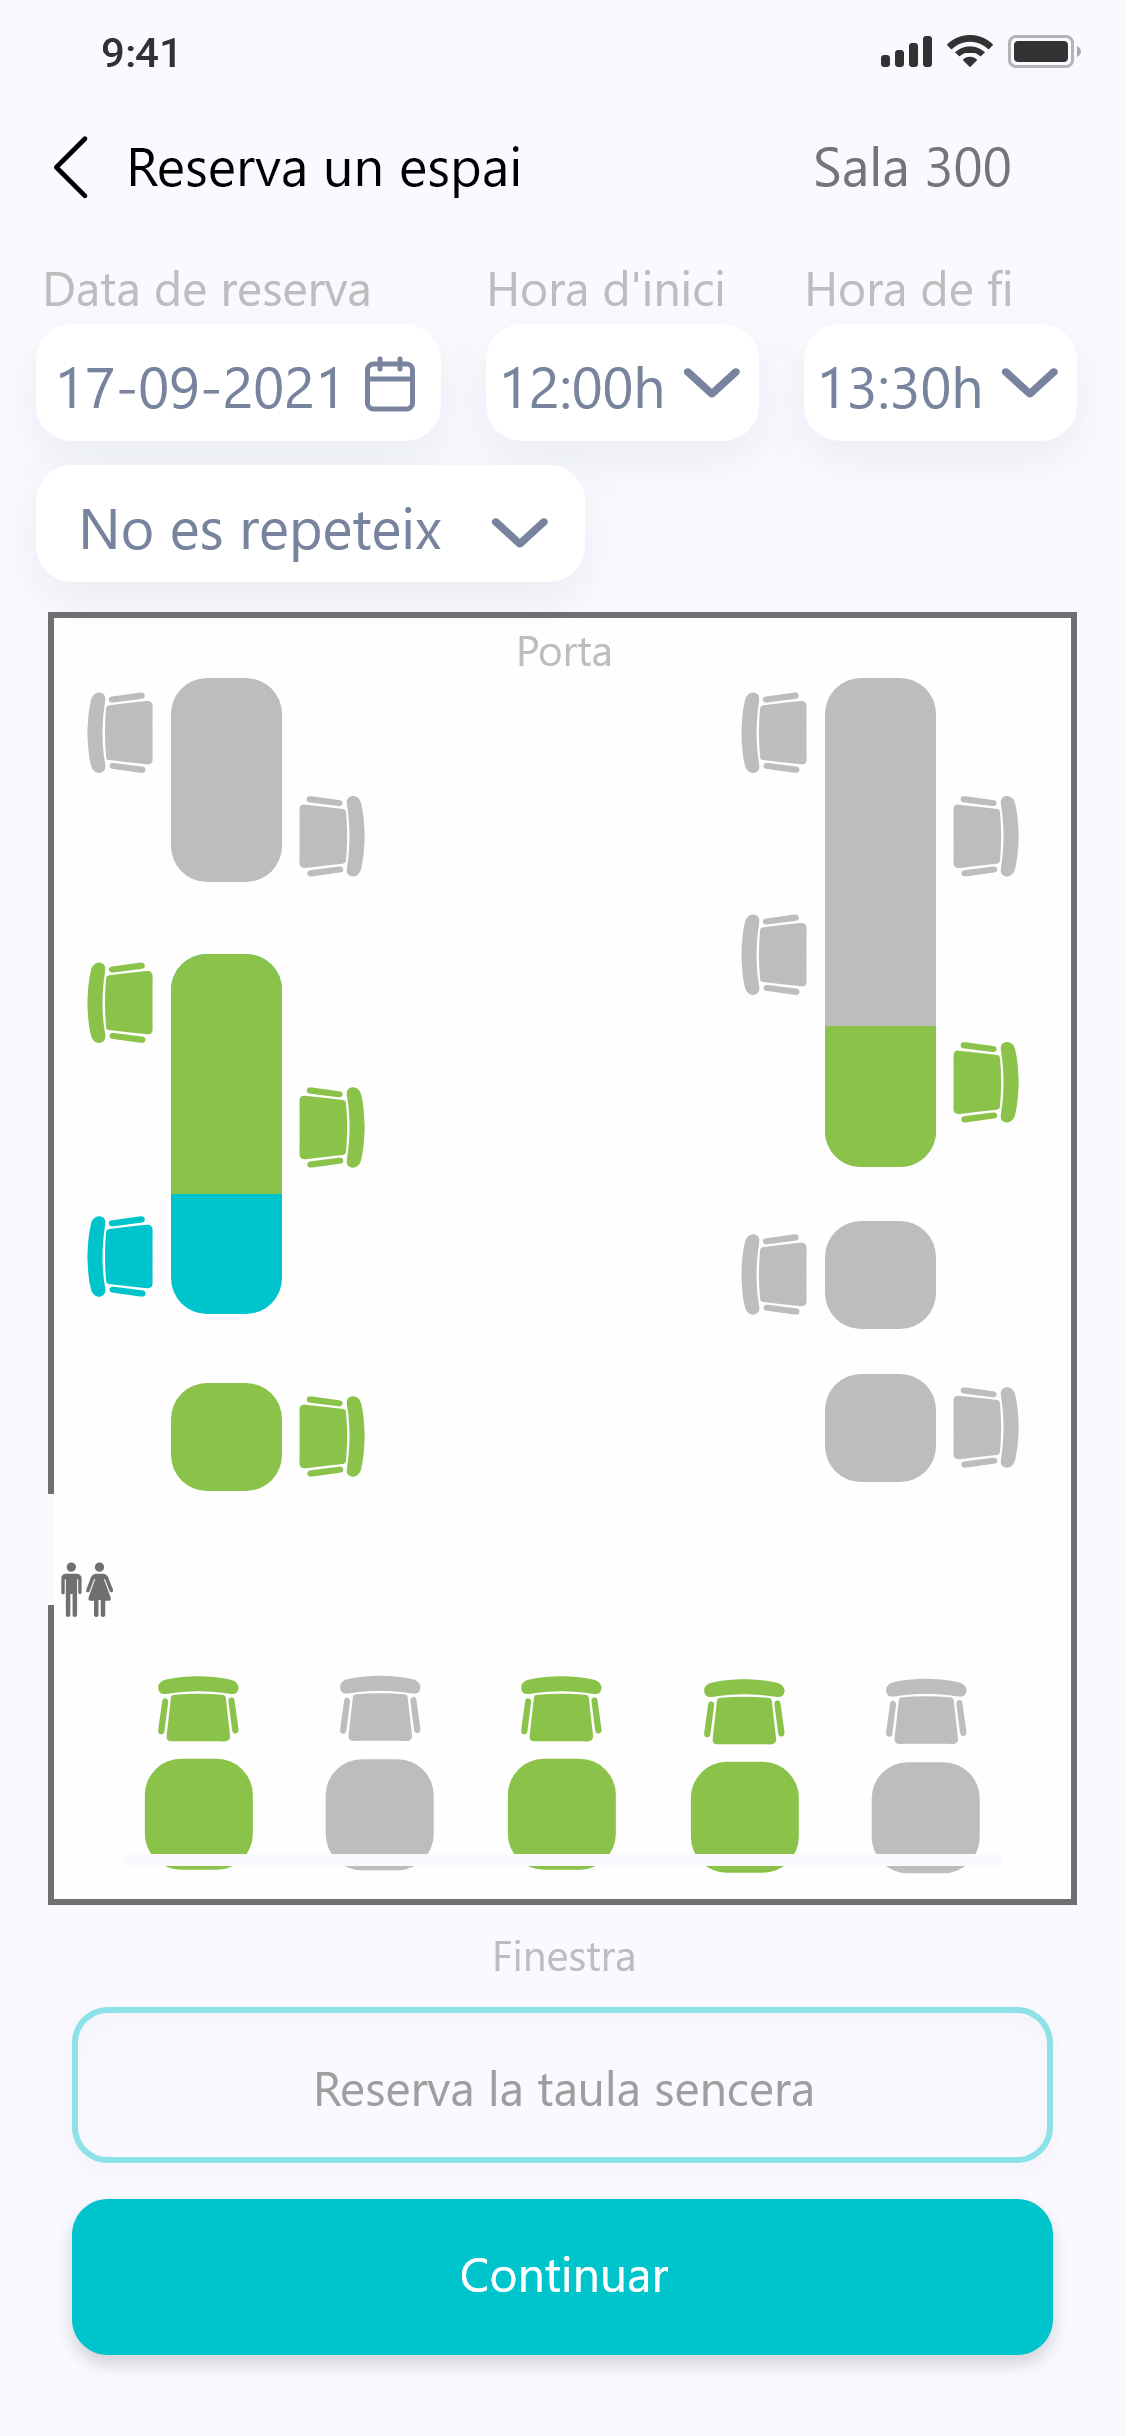 9:41
Reserva un espai
Sala 300
Data de reserva
Hora d'inici
Hora de fi
17-09-2021
12:00h
13:30h
No es repeteix
Porta
Finestra
Reserva la taula sencera
Continuar